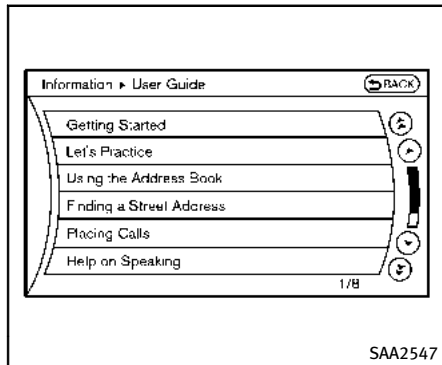 Information ▸ User Guide
BACK
Getting Started
Let's Practice
Using the Address Book
Finding a Street Address
Placing Calls
Help on Speaking
1/8
SAA2547